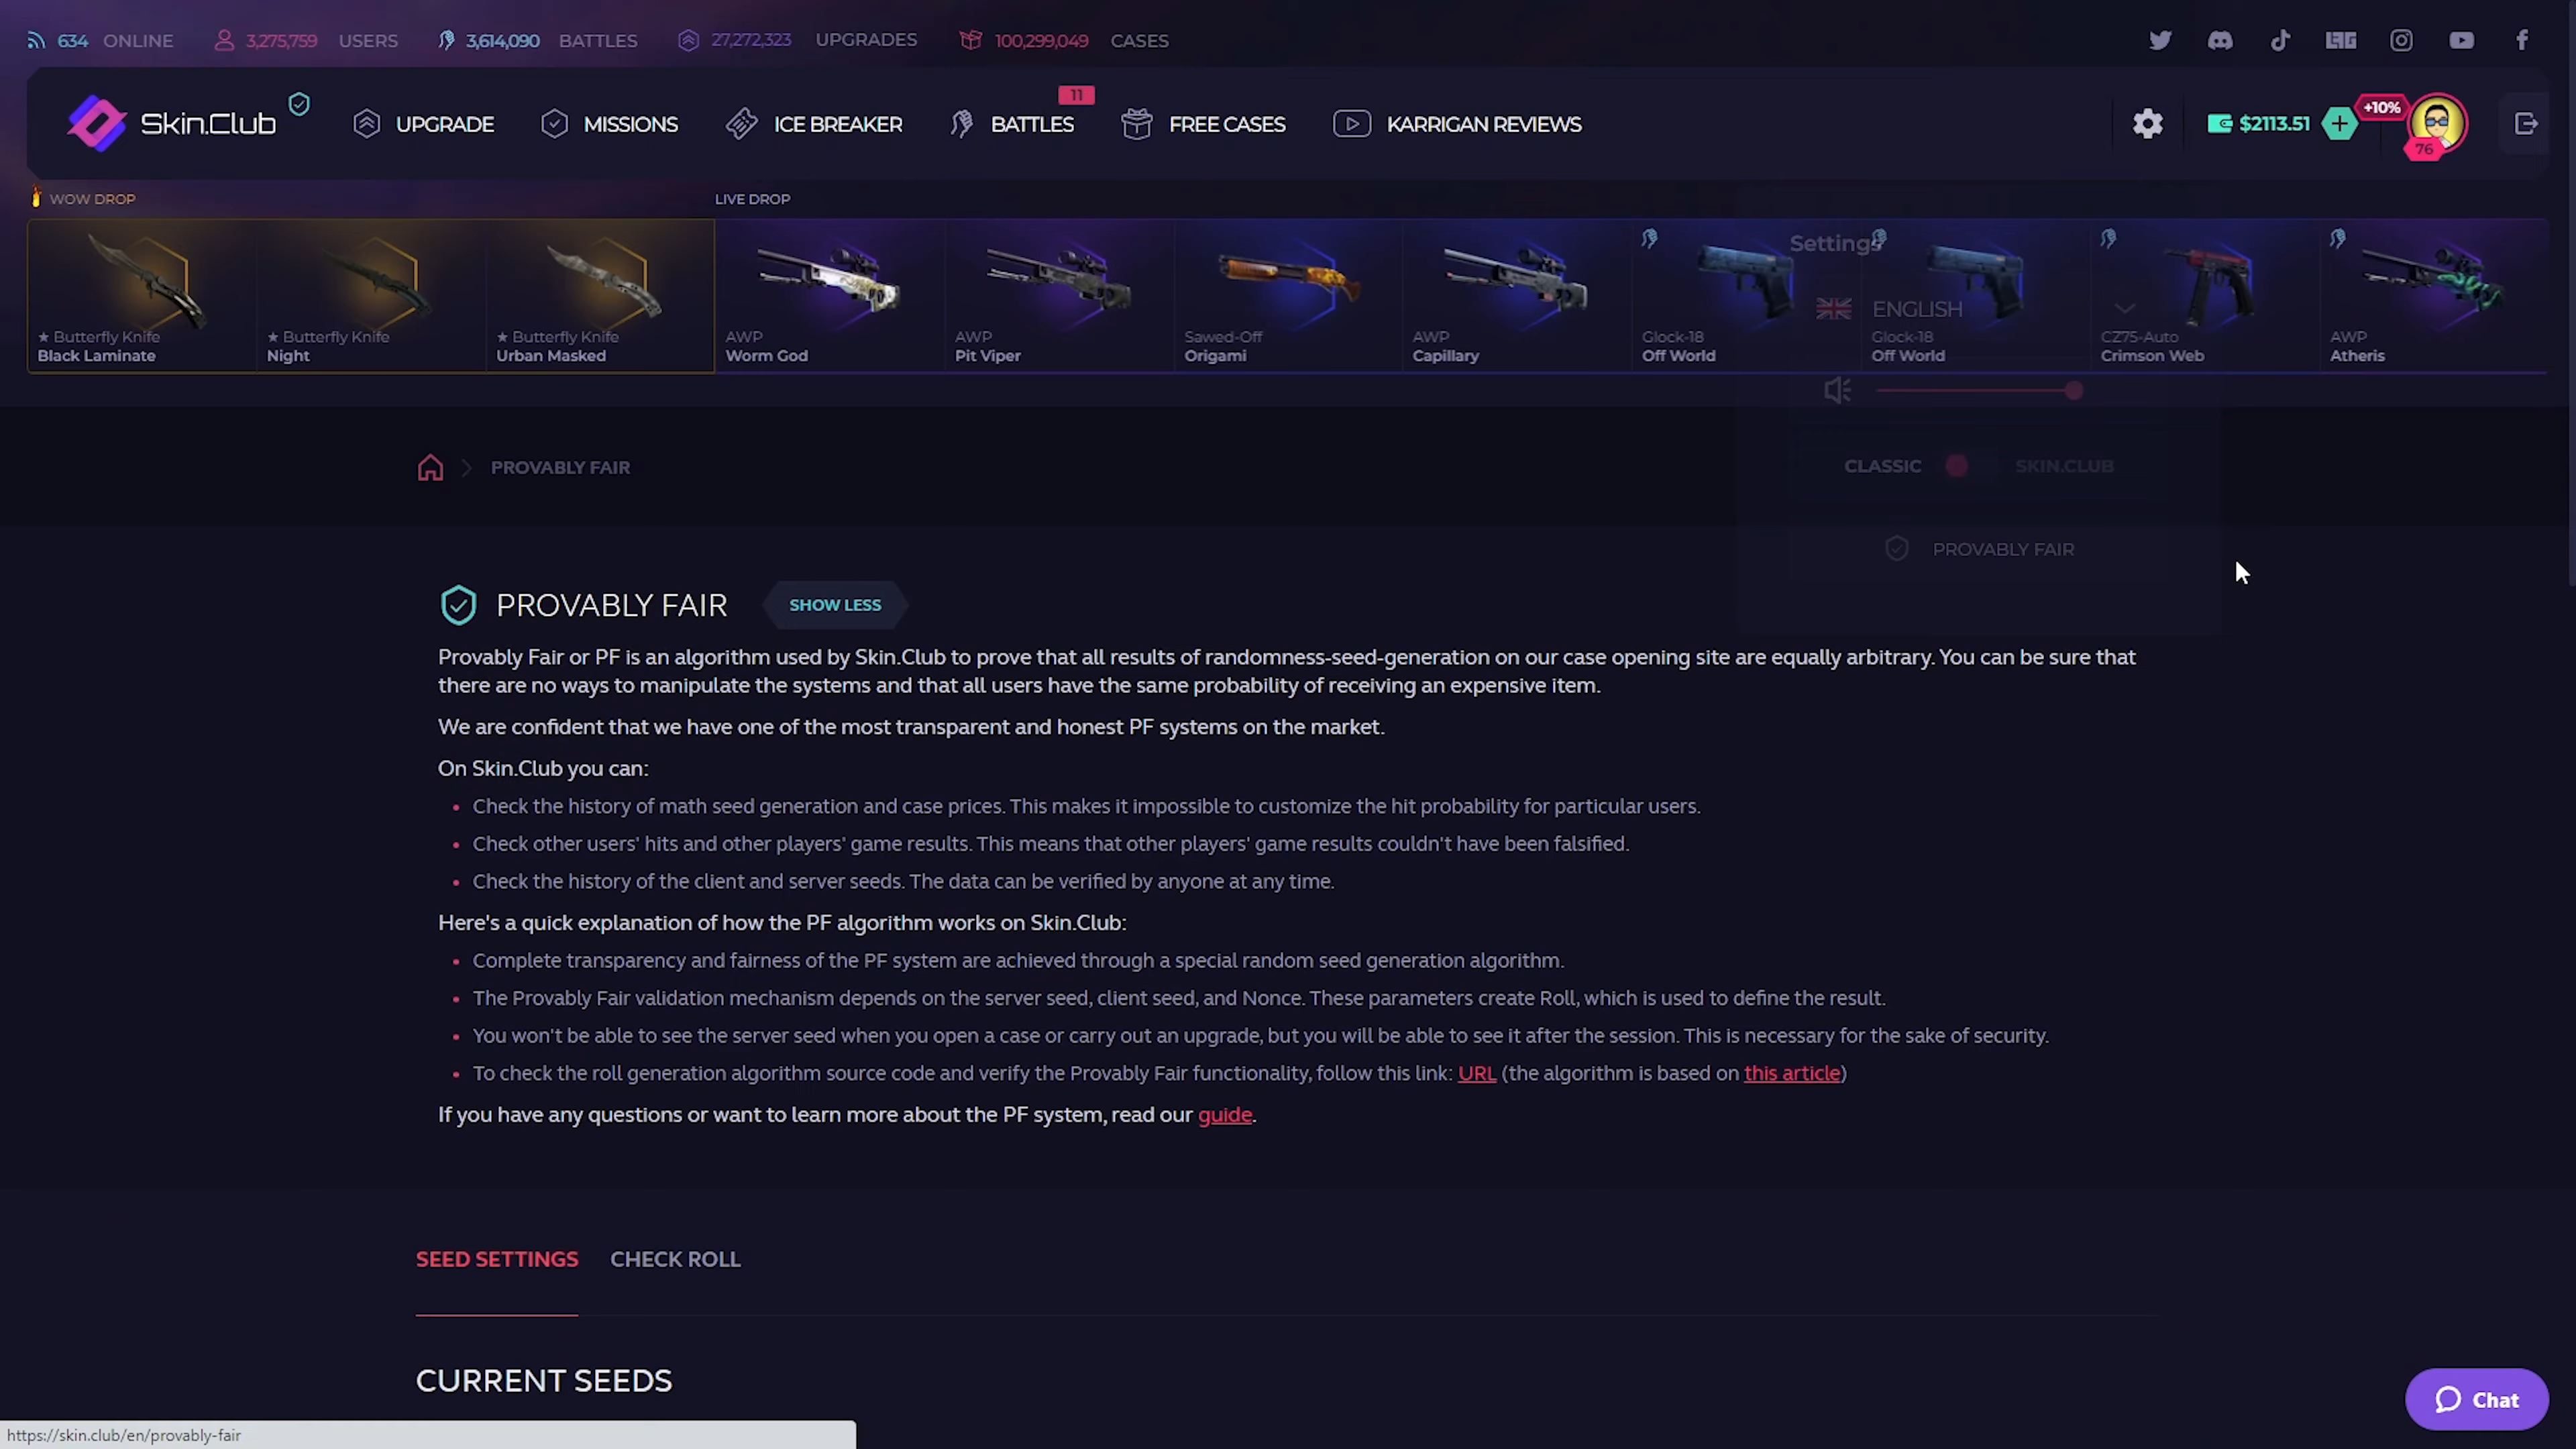 634 ONLINE 3,275,759 USERS 3,614,090 BATTLES 27,272,323 UPGRADES 100,299,049 CASES
Skin.Club UPGRADE MISSIONS ICE BREAKER BATTLES 11 FREE CASES KARRIGAN REVIEWS $2113.51 + +10% 76
WOW DROP LIVE DROP
Settings
ENGLISH
★ Butterfly Knife
Black Laminate
★ Butterfly Knife
Night
★ Butterfly Knife
Urban Masked
AWP
Worm God
AWP
Pit Viper
Sawed-Off
Origami
AWP
Capillary
Glock-18
Off World
Glock-18
Off World
CZ75-Auto
Crimson Web
AWP
Atheris
PROVABLY FAIR
CLASSIC SKIN.CLUB
PROVABLY FAIR
PROVABLY FAIR SHOW LESS
Provably Fair or PF is an algorithm used by Skin.Club to prove that all results of randomness-seed-generation on our case opening site are equally arbitrary. You can be sure that
there are no ways to manipulate the systems and that all users have the same probability of receiving an expensive item.
We are confident that we have one of the most transparent and honest PF systems on the market.
On Skin.Club you can:
• Check the history of math seed generation and case prices. This makes it impossible to customize the hit probability for particular users.
• Check other users' hits and other players' game results. This means that other players' game results couldn't have been falsified.
• Check the history of the client and server seeds. The data can be verified by anyone at any time.
Here's a quick explanation of how the PF algorithm works on Skin.Club:
• Complete transparency and fairness of the PF system are achieved through a special random seed generation algorithm.
• The Provably Fair validation mechanism depends on the server seed, client seed, and Nonce. These parameters create Roll, which is used to define the result.
• You won't be able to see the server seed when you open a case or carry out an upgrade, but you will be able to see it after the session. This is necessary for the sake of security.
• To check the roll generation algorithm source code and verify the Provably Fair functionality, follow this link: URL (the algorithm is based on this article)
If you have any questions or want to learn more about the PF system, read our guide.
SEED SETTINGS CHECK ROLL
CURRENT SEEDS
Chat
https://skin.club/en/provably-fair